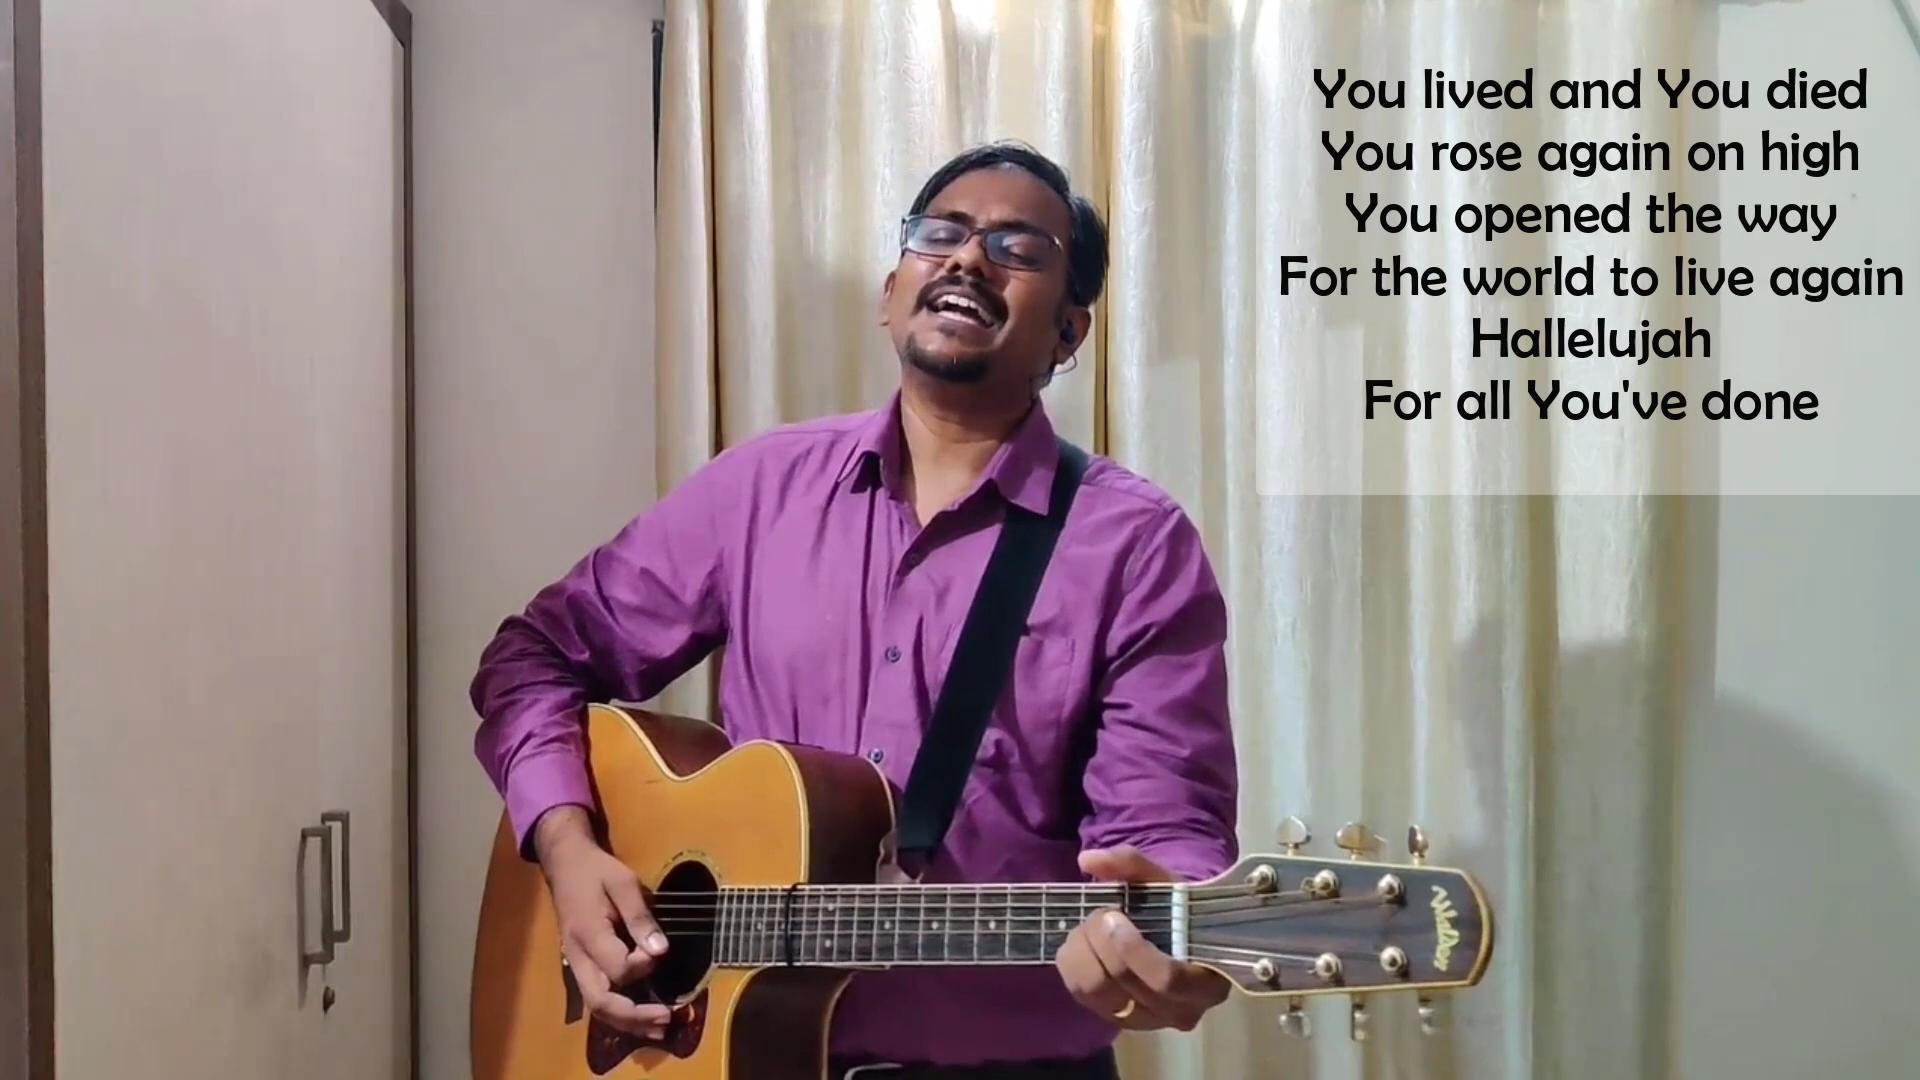 You lived and You died
You rose again on high
You opened the way
For the world to live again
Hallelujah
For all You've done
Walden